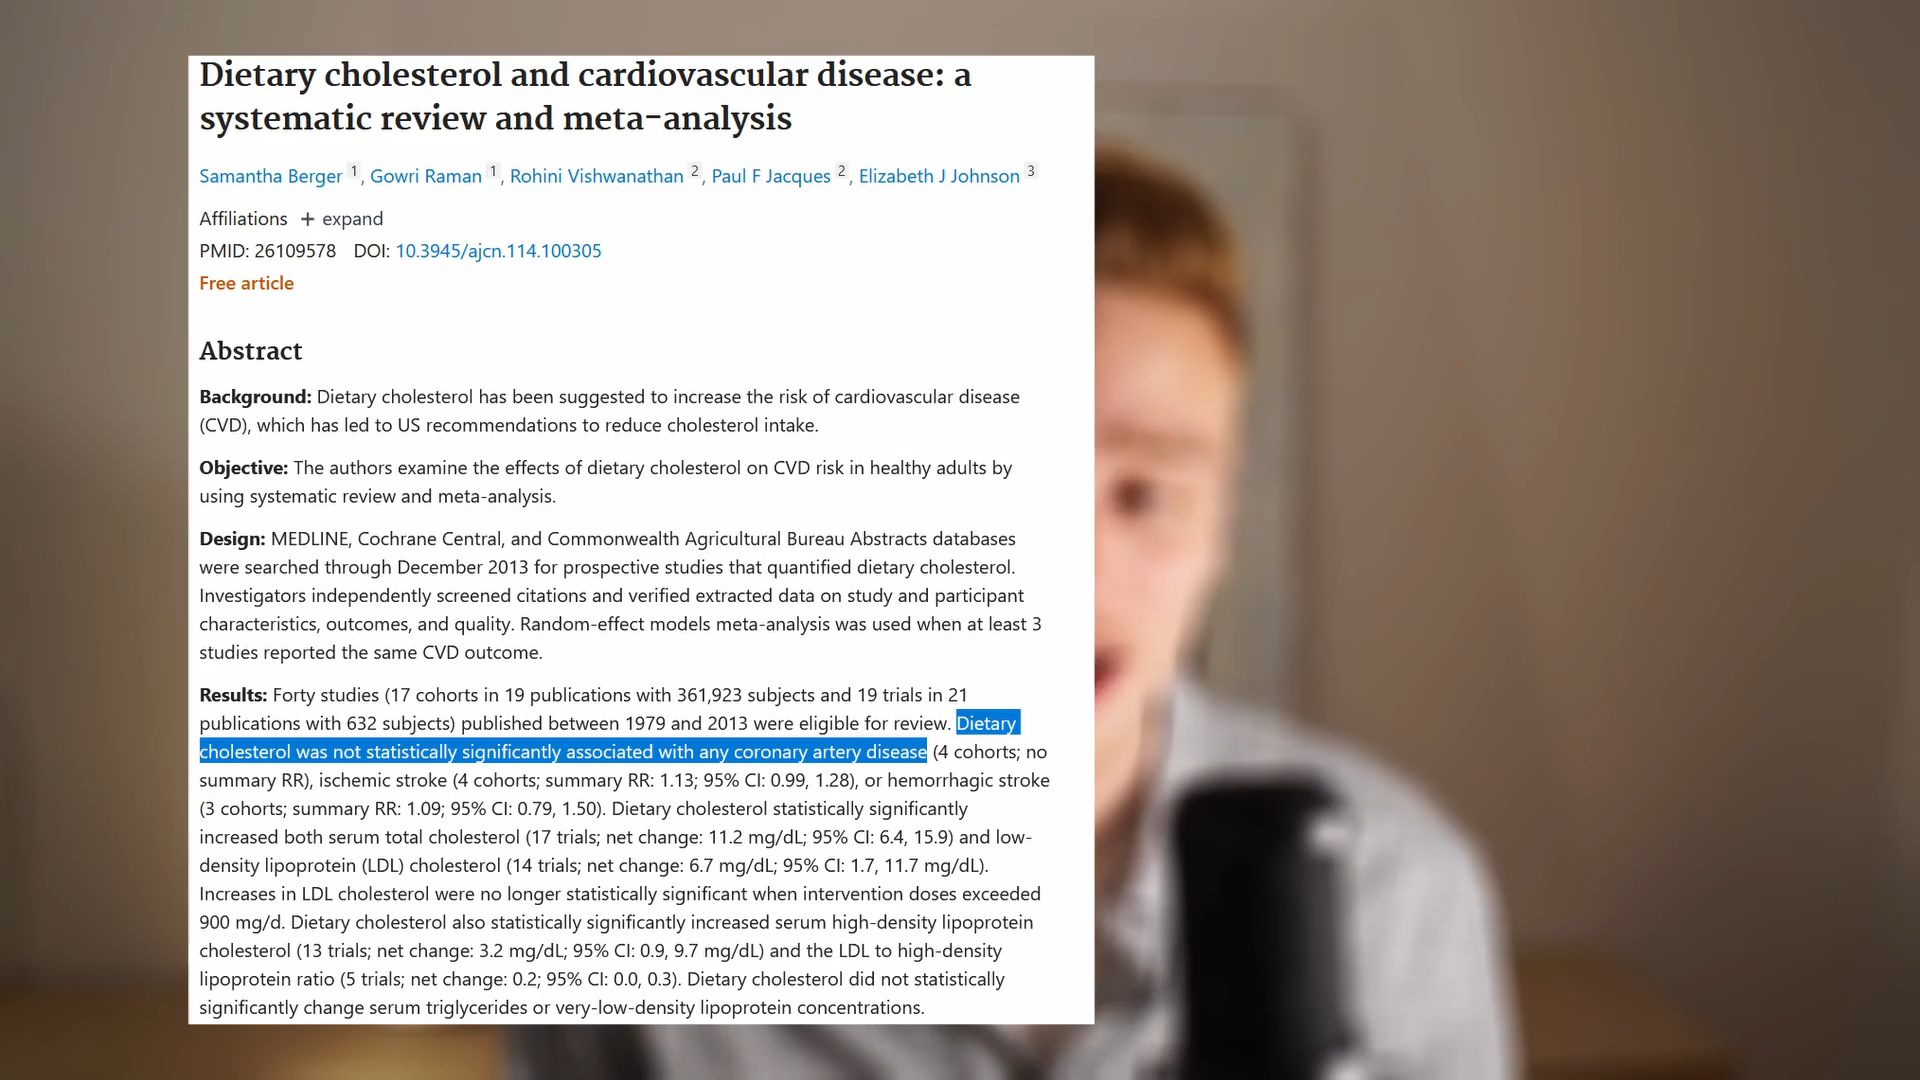 Dietary cholesterol and cardiovascular disease: a
systematic review and meta-analysis
Samantha Berger 1, Gowri Raman 1, Rohini Vishwanathan 2, Paul F Jacques 2, Elizabeth J Johnson 3
Affiliations + expand
PMID: 26109578 DOI: 10.3945/ajcn.114.100305
Free article
Abstract
Background: Dietary cholesterol has been suggested to increase the risk of cardiovascular disease
(CVD), which has led to US recommendations to reduce cholesterol intake.
Objective: The authors examine the effects of dietary cholesterol on CVD risk in healthy adults by
using systematic review and meta-analysis.
Design: MEDLINE, Cochrane Central, and Commonwealth Agricultural Bureau Abstracts databases
were searched through December 2013 for prospective studies that quantified dietary cholesterol.
Investigators independently screened citations and verified extracted data on study and participant
characteristics, outcomes, and quality. Random-effect models meta-analysis was used when at least 3
studies reported the same CVD outcome.
Results: Forty studies (17 cohorts in 19 publications with 361,923 subjects and 19 trials in 21
publications with 632 subjects) published between 1979 and 2013 were eligible for review. Dietary
cholesterol was not statistically significantly associated with any coronary artery disease (4 cohorts; no
summary RR), ischemic stroke (4 cohorts; summary RR: 1.13; 95% CI: 0.99, 1.28), or hemorrhagic stroke
(3 cohorts; summary RR: 1.09; 95% CI: 0.79, 1.50). Dietary cholesterol statistically significantly
increased both serum total cholesterol (17 trials; net change: 11.2 mg/dL; 95% CI: 6.4, 15.9) and low-
density lipoprotein (LDL) cholesterol (14 trials; net change: 6.7 mg/dL; 95% CI: 1.7, 11.7 mg/dL).
Increases in LDL cholesterol were no longer statistically significant when intervention doses exceeded
900 mg/d. Dietary cholesterol also statistically significantly increased serum high-density lipoprotein
cholesterol (13 trials; net change: 3.2 mg/dL; 95% CI: 0.9, 9.7 mg/dL) and the LDL to high-density
lipoprotein ratio (5 trials; net change: 0.2; 95% CI: 0.0, 0.3). Dietary cholesterol did not statistically
significantly change serum triglycerides or very-low-density lipoprotein concentrations.